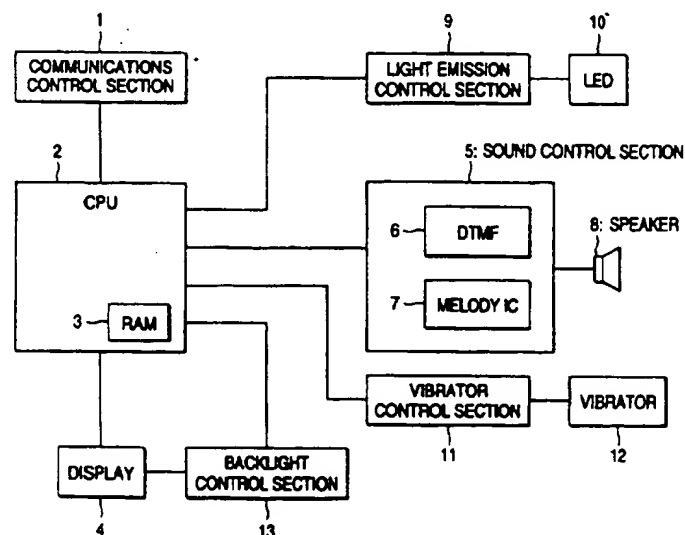 1
COMMUNICATIONS
CONTROL SECTION
9
LIGHT EMISSION
CONTROL SECTION
10
LED
2
CPU
3
RAM
5: SOUND CONTROL SECTION
6
DTMF
7
MELODY IC
8: SPEAKER
VIBRATOR
CONTROL SECTION
11
VIBRATOR
12
DISPLAY
4
BACKLIGHT
CONTROL SECTION
13